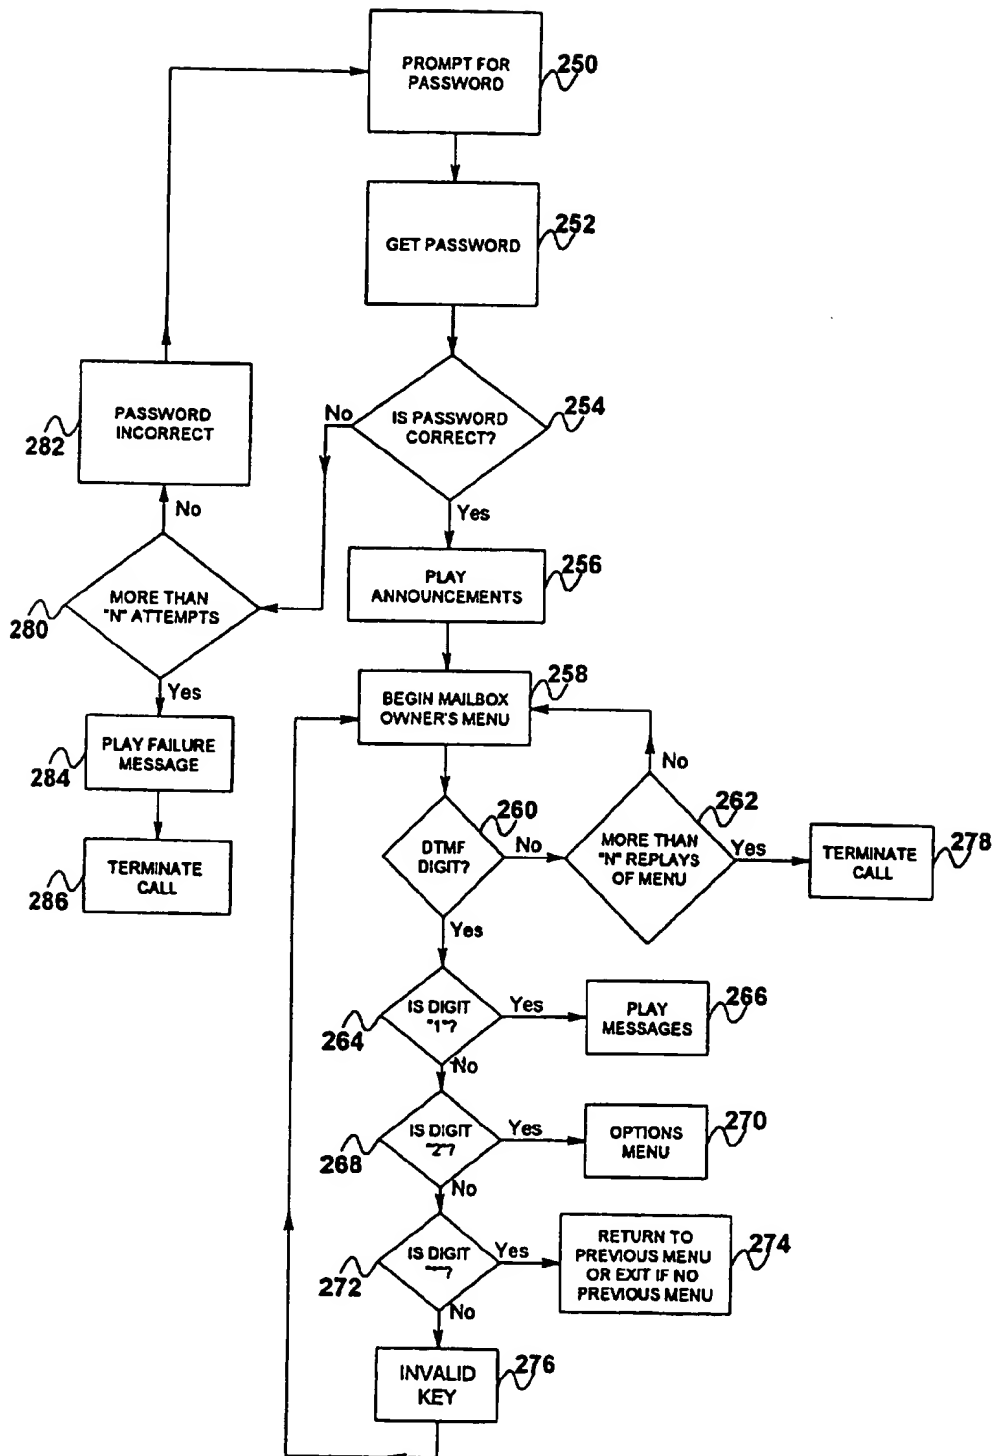 PROMPT FOR
PASSWORD
250
GET PASSWORD
252
IS PASSWORD
CORRECT?
254
No
Yes
PASSWORD
INCORRECT
282
No
MORE THAN
"N" ATTEMPTS
280
Yes
PLAY FAILURE
MESSAGE
284
TERMINATE
CALL
286
PLAY
ANNOUNCEMENTS
256
BEGIN MAILBOX
OWNER'S MENU
258
DTMF
DIGIT?
260
No
Yes
MORE THAN
"N" REPLAYS
OF MENU
262
No
Yes
TERMINATE
CALL
278
IS DIGIT
"1"?
264
Yes
No
PLAY
MESSAGES
266
IS DIGIT
"2"?
268
Yes
No
OPTIONS
MENU
270
IS DIGIT
"*"?
272
Yes
No
RETURN TO
PREVIOUS MENU
OR EXIT IF NO
PREVIOUS MENU
274
INVALID
KEY
276